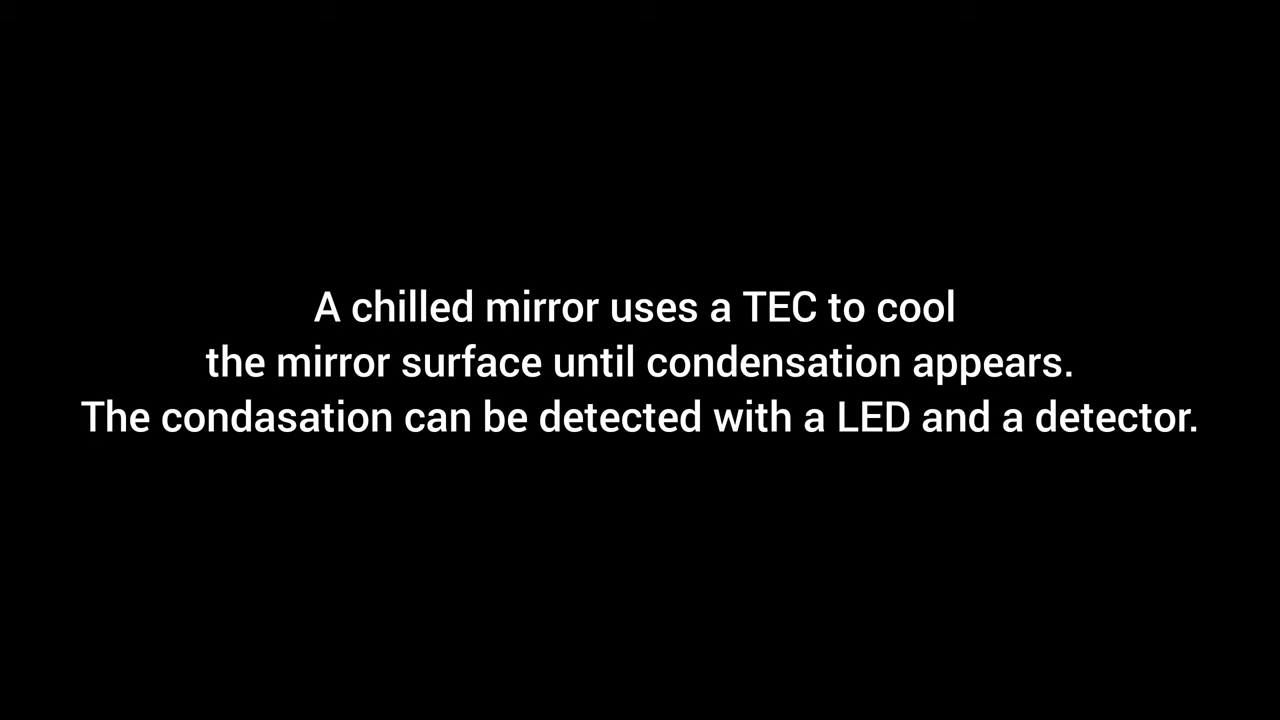 A chilled mirror uses a TEC to cool
the mirror surface until condensation appears.
The condasation can be detected with a LED and a detector.